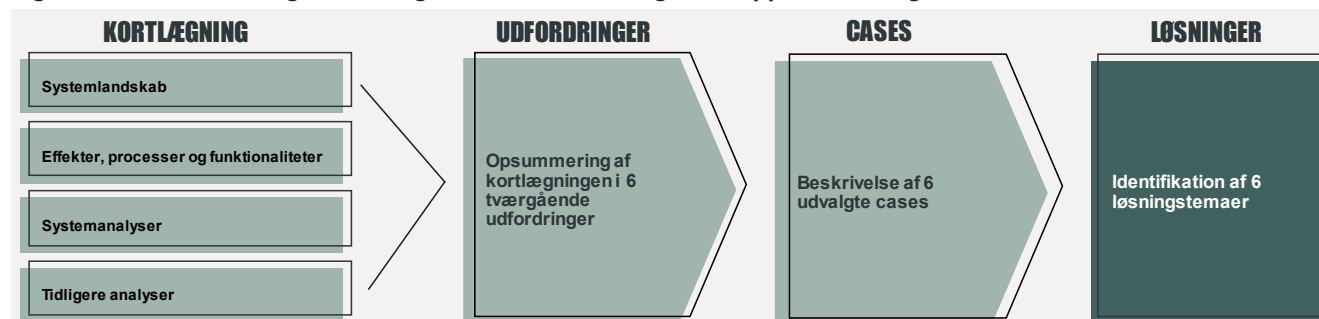 KORTLÆGNING
Systemlandskab
Effekter, processer og funktionaliteter
Systemanalyser
Tidligere analyser
UDFORDRINGER
Opsummering af
kortlægningen i 6
tværgående
udfordringer
CASES
Beskrivelse af 6
udvalgte cases
LØSNINGER
Identifikation af 6
løsningstemaer